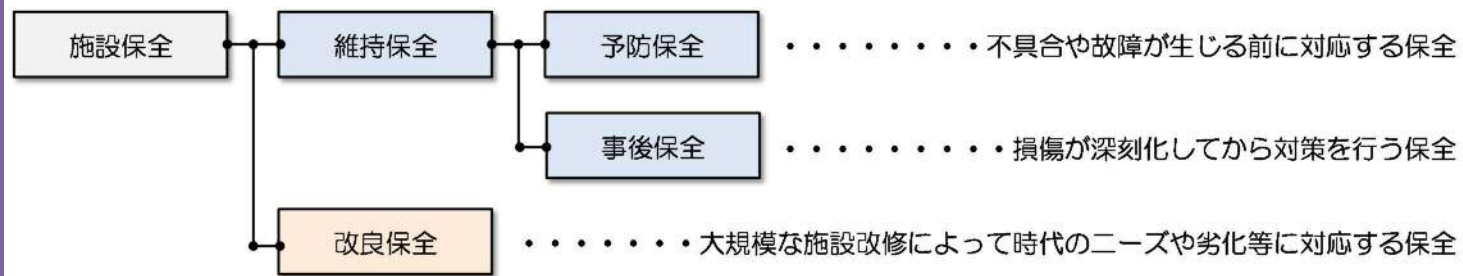 施設保全 維持保全 予防保全 ・・・・・・・・不具合や故障が生じる前に対応する保全
事後保全 ・・・・・・・・・損傷が深刻化してから対策を行う保全
改良保全 ・・・・・・・大規模な施設改修によって時代のニーズや劣化等に対応する保全